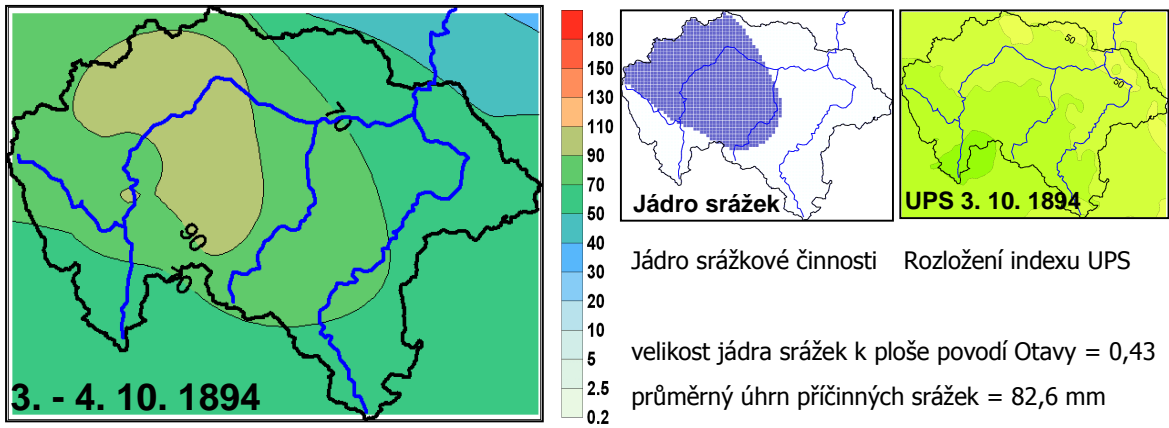 70
90
70
3. - 4. 10. 1894
180
150
130
110
90
70
50
40
30
20
10
5
2.5
0.2
Jádro srážek
50
50
UPS 3. 10. 1894
Jádro srážkové činnosti
Rozložení indexu UPS
velikost jádra srážek k ploše povodí Otavy = 0,43
průměrný úhrn příčinných srážek = 82,6 mm